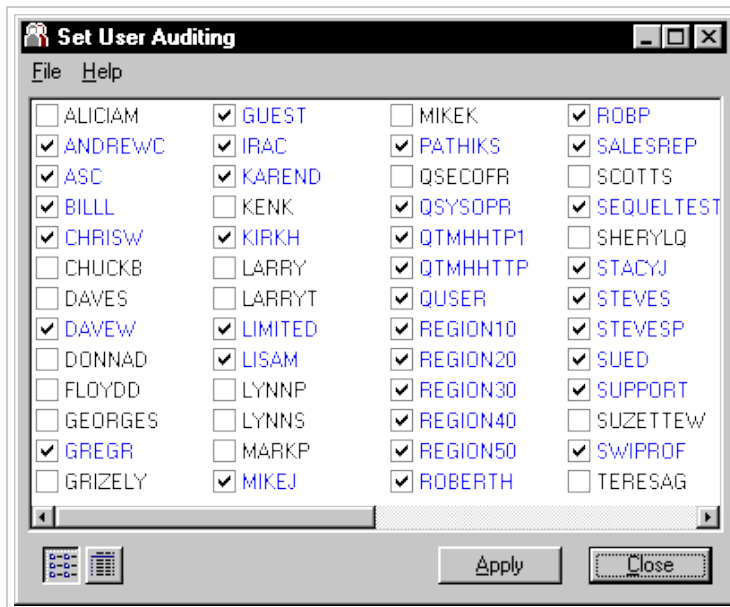 Set User Auditing
File Help
ALICIAM GUEST MIKEK ROBP
ANDREWC IRAC PATHIKS SALESREP
ASC KAREND QSECOFR SCOTTS
BILLL KENK QSYSOPR SEQUELTEST
CHRISW KIRKH QTMHHTP1 SHERYLQ
CHUCKB LARRY QTMHHTTP STACYJ
DAVES LARRYT QUSER STEVES
DAVEW LIMITED REGION10 STEVESP
DONNAD LISAM REGION20 SUED
FLOYDD LYNNP REGION30 SUPPORT
GEORGES LYNNS REGION40 SUZETTEW
GREGR MARKP REGION50 SWIPROF
GRIZELY MIKEJ ROBERTH TERESAG
Apply Close